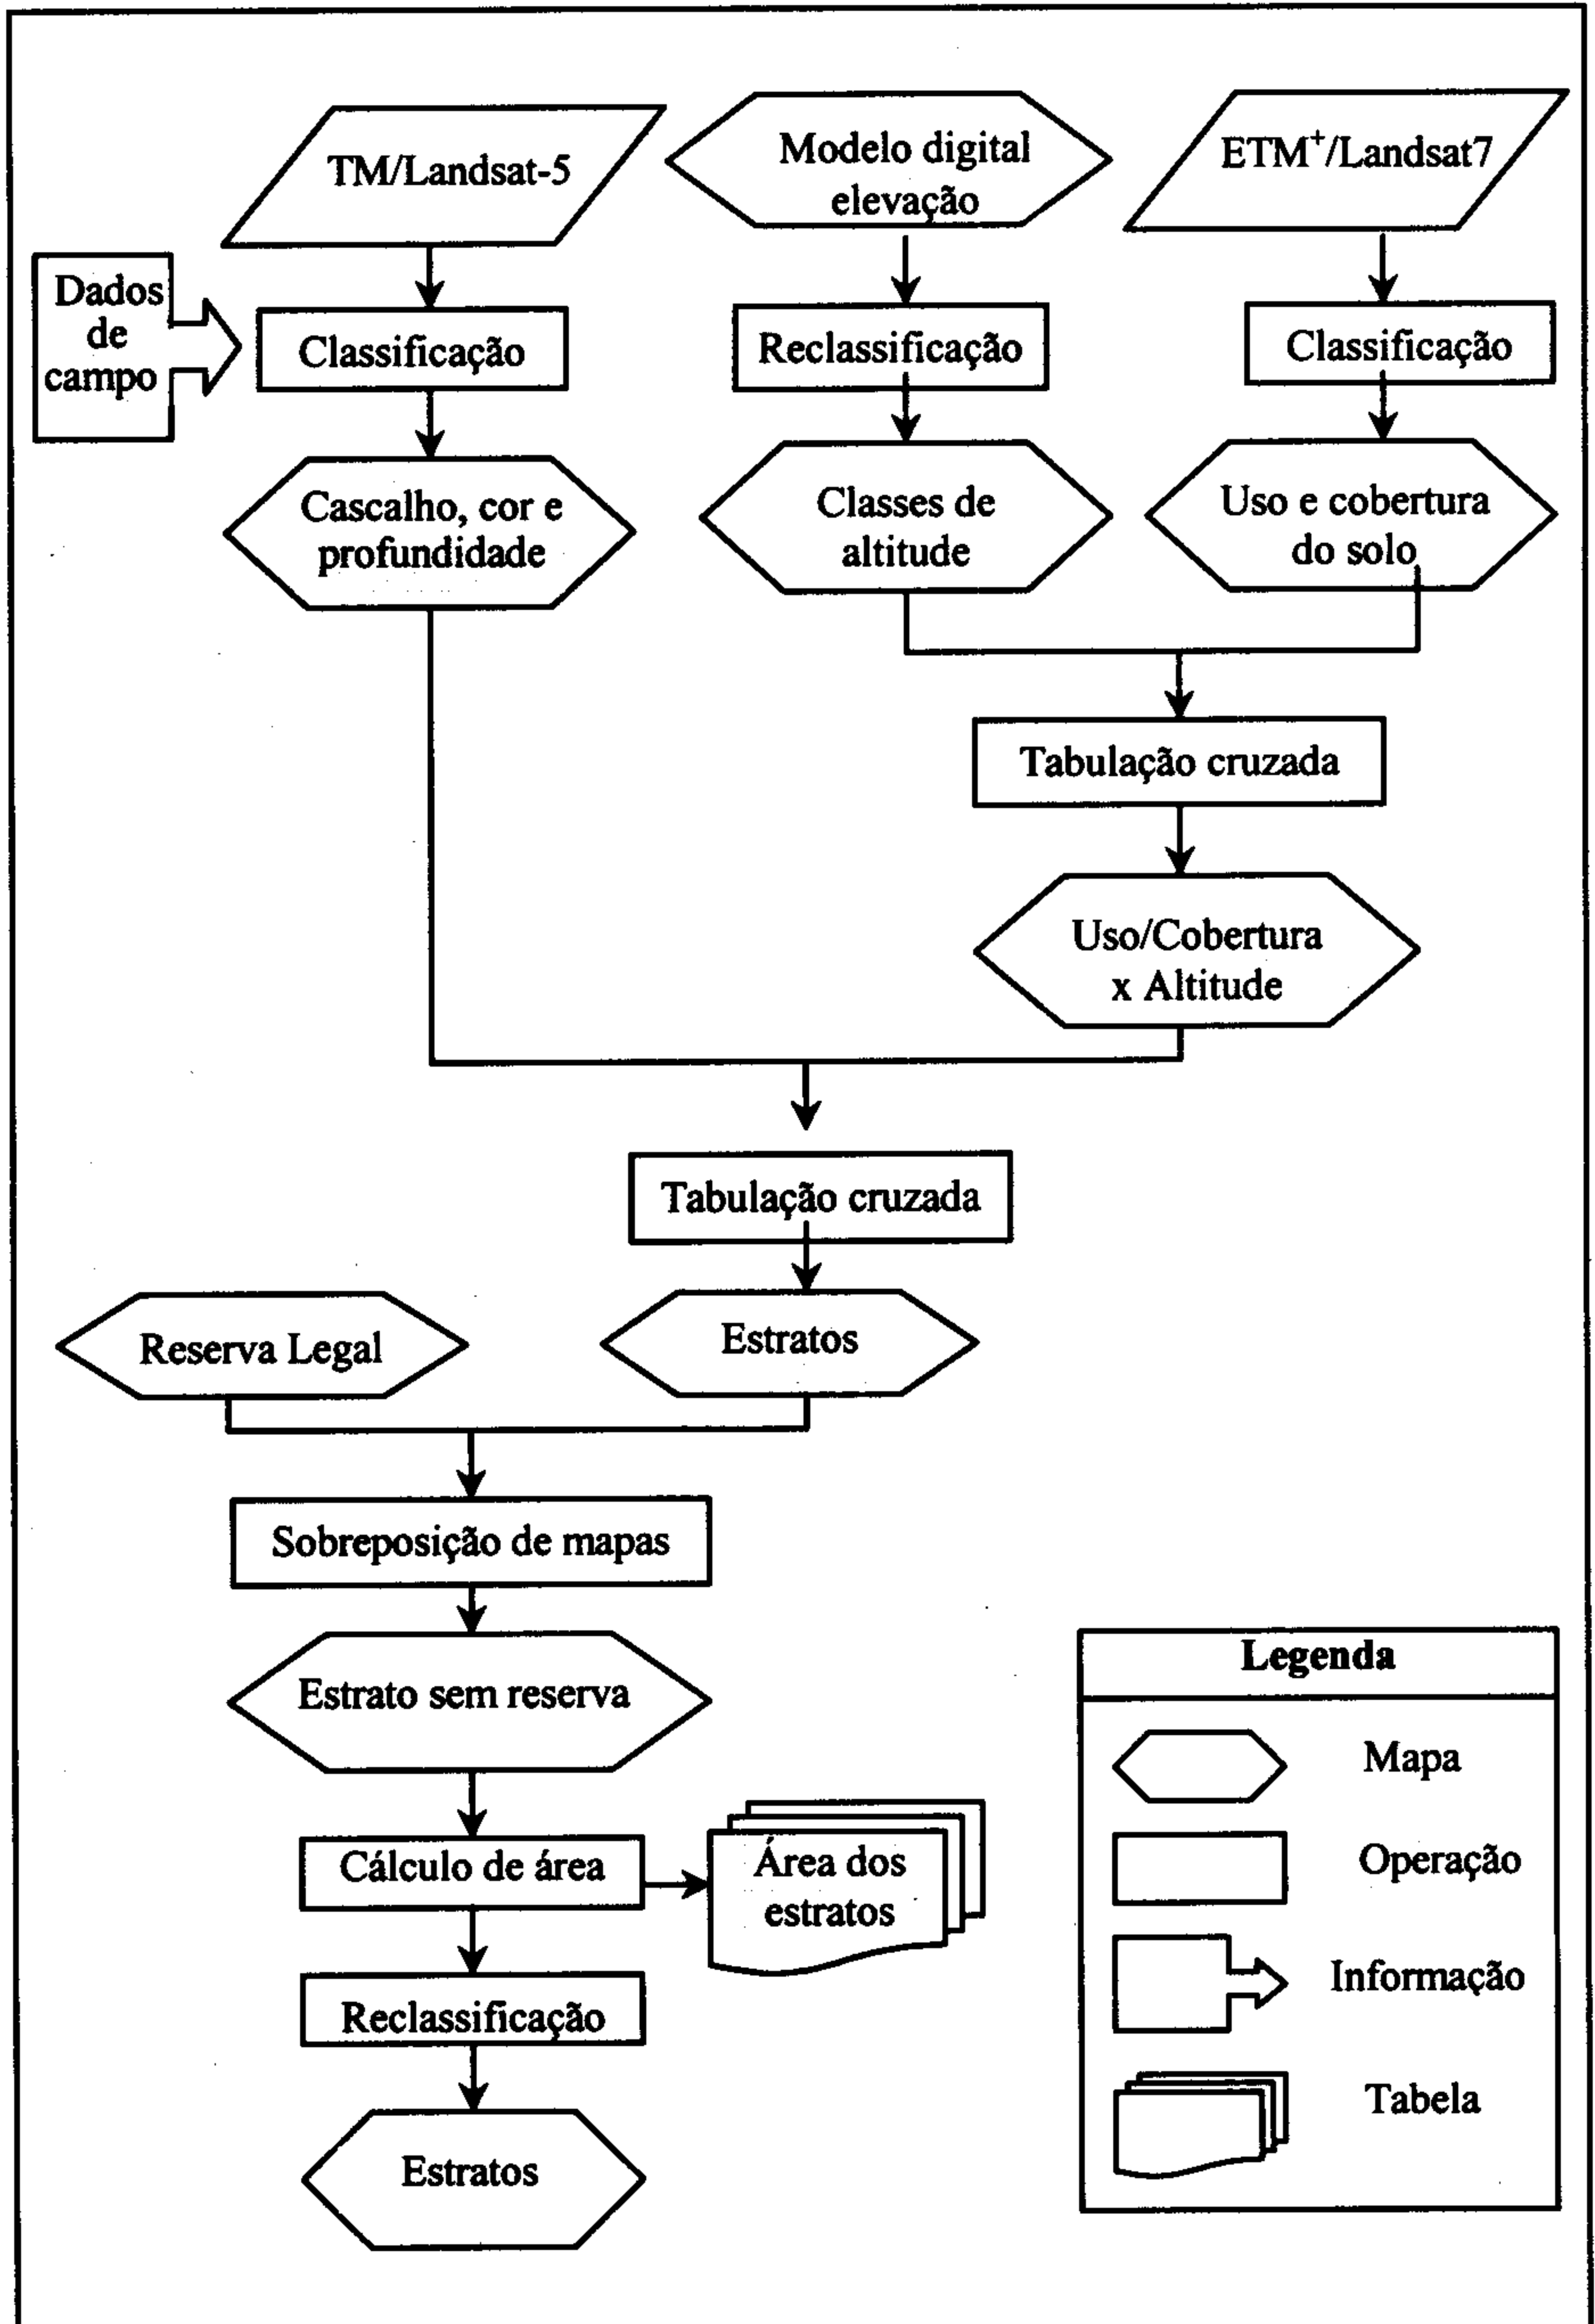 TM/Landsat-5
Modelo digital
elevação
ETM+/Landsat7
Dados
de
campo
Classificação
Reclassificação
Classificação
Cascalho, cor e
profundidade
Classes de
altitude
Uso e cobertura
do solo
Tabulação cruzada
Uso/Cobertura
x Altitude
Tabulação cruzada
Reserva Legal
Estratos
Sobreposição de mapas
Estrato sem reserva
Cálculo de área
Área dos
estratos
Reclassificação
Estratos
Legenda
Mapa
Operação
Informação
Tabela